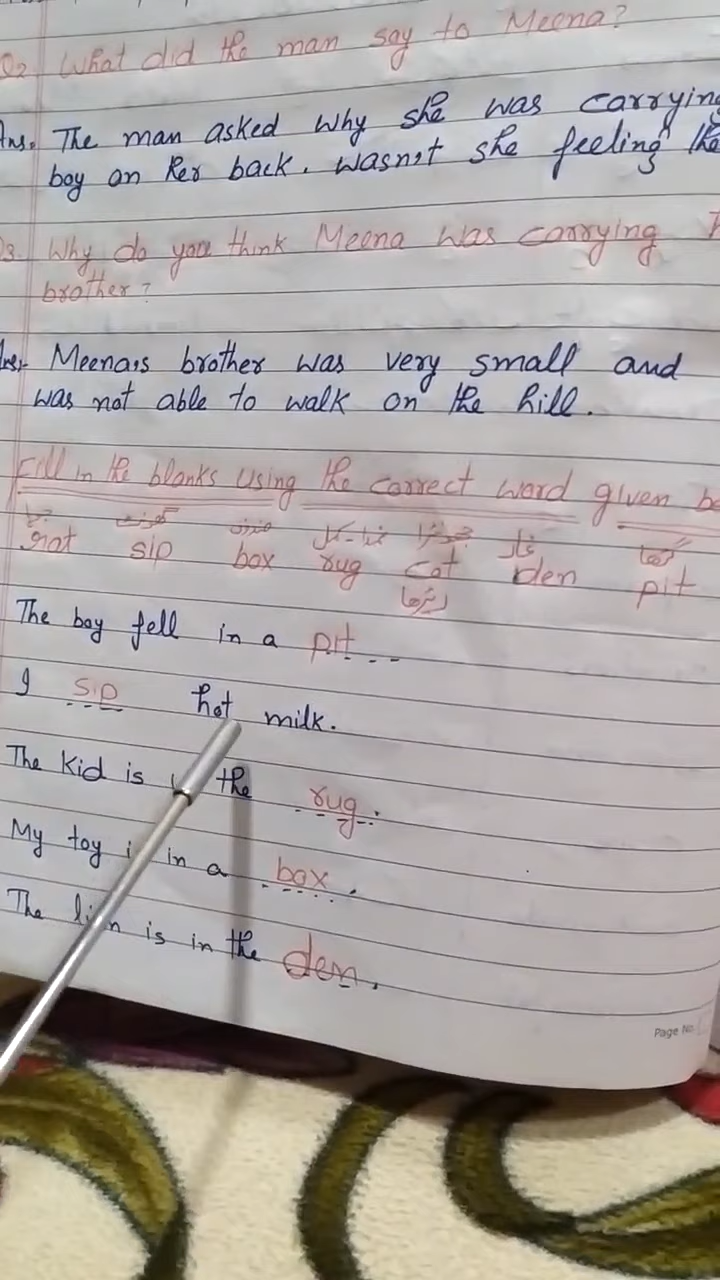 Q2 What did the man say to Meena?
Ans. The man asked why she was carrying
boy on her back. wasn't she feeling the
Q3. Why do you think Meena was carrying
brother?
Ans:- Meena's brother was very small and
was not able to walk on the hill.
Fill in the blanks using the correct word given
sip box rug cot den pit
The boy fell in a pit...
I sip hot milk.
The kid is the rug.
My toy in a box.
The lion is in the den.
Page No.